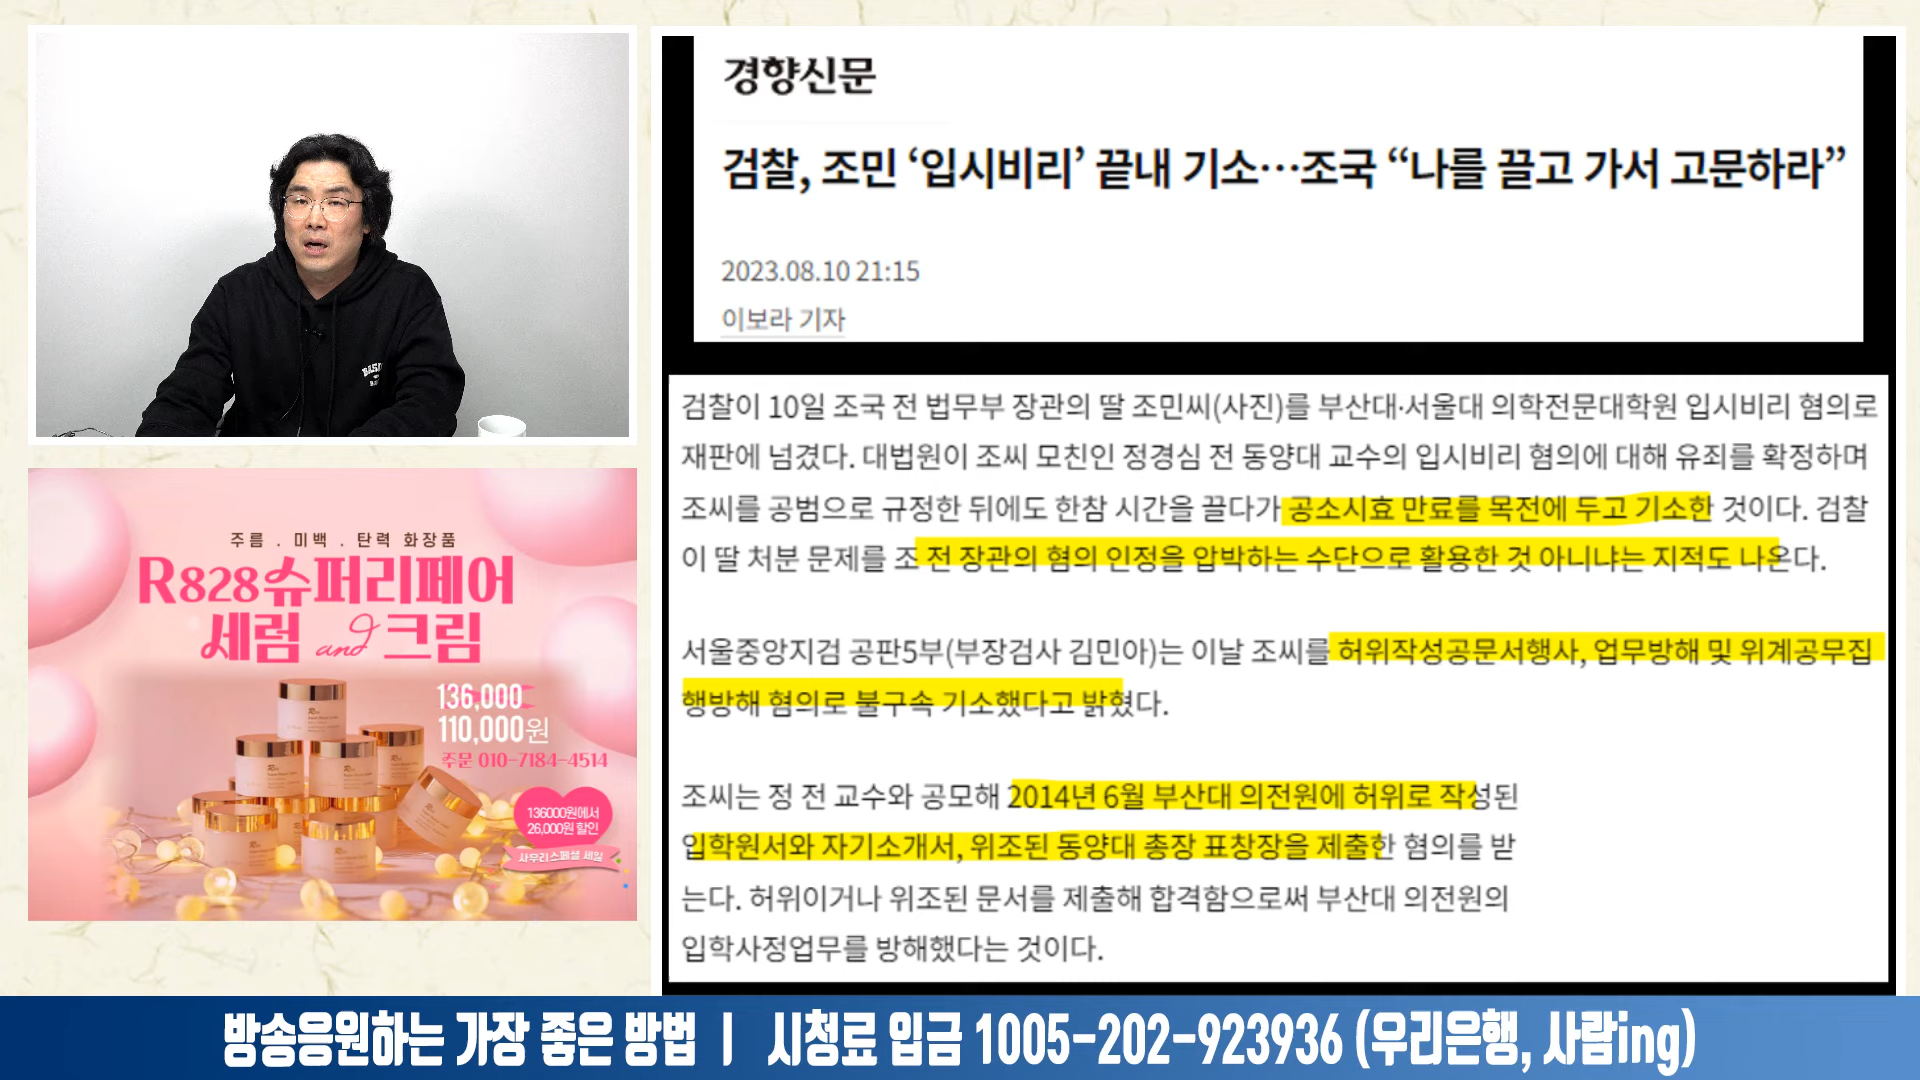 경향신문
검찰, 조민 ‘입시비리’ 끝내 기소…조국 “나를 끌고 가서 고문하라”
2023.08.10 21:15
이보라 기자
검찰이 10일 조국 전 법무부 장관의 딸 조민씨(사진)를 부산대·서울대 의학전문대학원 입시비리 혐의로
재판에 넘겼다. 대법원이 조씨 모친인 정경심 전 동양대 교수의 입시비리 혐의에 대해 유죄를 확정하며
조씨를 공범으로 규정한 뒤에도 한참 시간을 끌다가 공소시효 만료를 목전에 두고 기소한 것이다. 검찰
이 딸 처분 문제를 조 전 장관의 혐의 인정을 압박하는 수단으로 활용한 것 아니냐는 지적도 나온다.
서울중앙지검 공판5부(부장검사 김민아)는 이날 조씨를 허위작성공문서행사, 업무방해 및 위계공무집
행방해 혐의로 불구속 기소했다고 밝혔다.
조씨는 정 전 교수와 공모해 2014년 6월 부산대 의전원에 허위로 작성된
입학원서와 자기소개서, 위조된 동양대 총장 표창장을 제출한 혐의를 받
는다. 허위이거나 위조된 문서를 제출해 합격함으로써 부산대 의전원의
입학사정업무를 방해했다는 것이다.
주름 . 미백 . 탄력 화장품
R828슈퍼리페어
세럼 and 크림
136,000
110,000원
주문 010-7184-4514
136000원에서
26,000원 할인
사무리스페셜 세일
방송응원하는 가장 좋은 방법 ㅣ 시청료 입금 1005-202-923936 (우리은행, 사람ing)